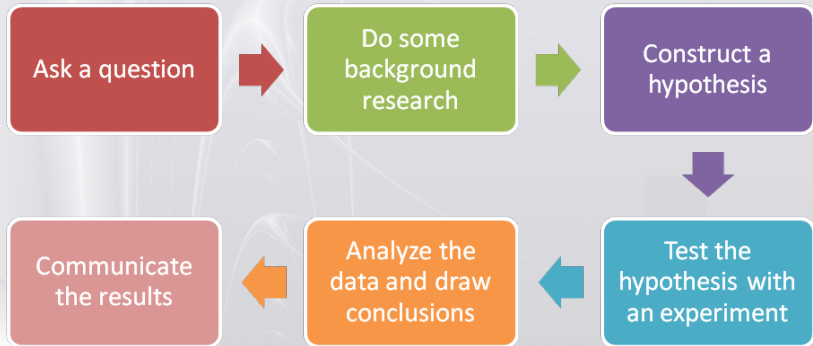 Ask a question
Do some
background
research
Construct a
hypothesis
Test the
hypothesis with
an experiment
Analyze the
data and draw
conclusions
Communicate
the results